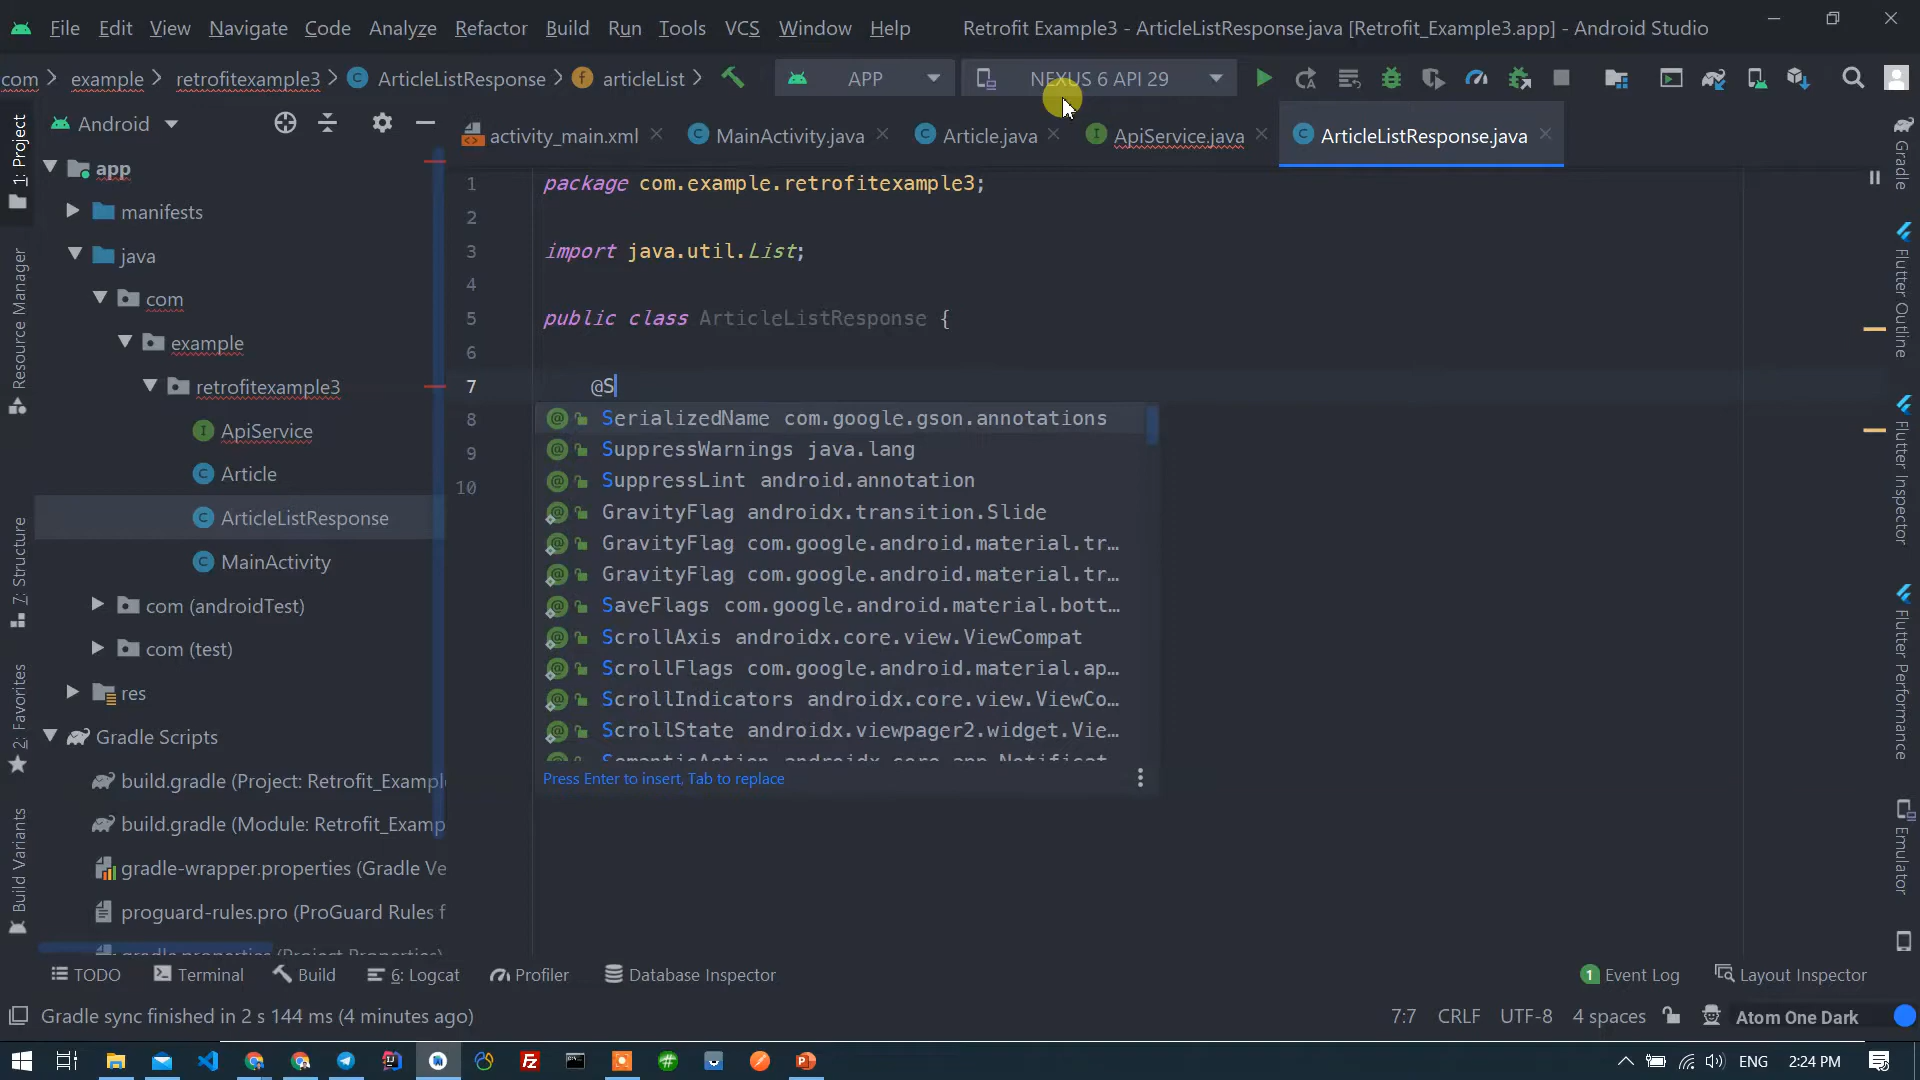 File Edit View Navigate Code Analyze Refactor Build Run Tools VCS Window Help Retrofit Example3 - ArticleListResponse.java [Retrofit_Example3.app] - Android Studio
com example retrofitexample3 ArticleListResponse articleList APP NEXUS 6 API 29
Android activity_main.xml MainActivity.java Article.java ApiService.java ArticleListResponse.java
1: Project
Resource Manager
7: Structure
2: Favorites
Build Variants
app
manifests
java
com
example
retrofitexample3
ApiService
Article
ArticleListResponse
MainActivity
com (androidTest)
com (test)
res
Gradle Scripts
build.gradle (Project: Retrofit_Example
build.gradle (Module: Retrofit_Examp
gradle-wrapper.properties (Gradle Ve
proguard-rules.pro (ProGuard Rules f
gradle.properties (Project Properties)
1 package com.example.retrofitexample3;
2
3 import java.util.List;
4
5 public class ArticleListResponse {
6
7 @S
8
9
10
SerializedName com.google.gson.annotations
SuppressWarnings java.lang
SuppressLint android.annotation
GravityFlag androidx.transition.Slide
GravityFlag com.google.android.material.tr…
GravityFlag com.google.android.material.tr…
SaveFlags com.google.android.material.bott…
ScrollAxis androidx.core.view.ViewCompat
ScrollFlags com.google.android.material.ap…
ScrollIndicators androidx.core.view.ViewCo…
ScrollState androidx.viewpager2.widget.Vie…
SemanticAction androidx.core.app.Notificat
Press Enter to insert, Tab to replace
Gradle
Flutter Outline
Flutter Inspector
Flutter Performance
Emulator
TODO Terminal Build 6: Logcat Profiler Database Inspector 1 Event Log Layout Inspector
Gradle sync finished in 2 s 144 ms (4 minutes ago) 7:7 CRLF UTF-8 4 spaces Atom One Dark
ENG 2:24 PM